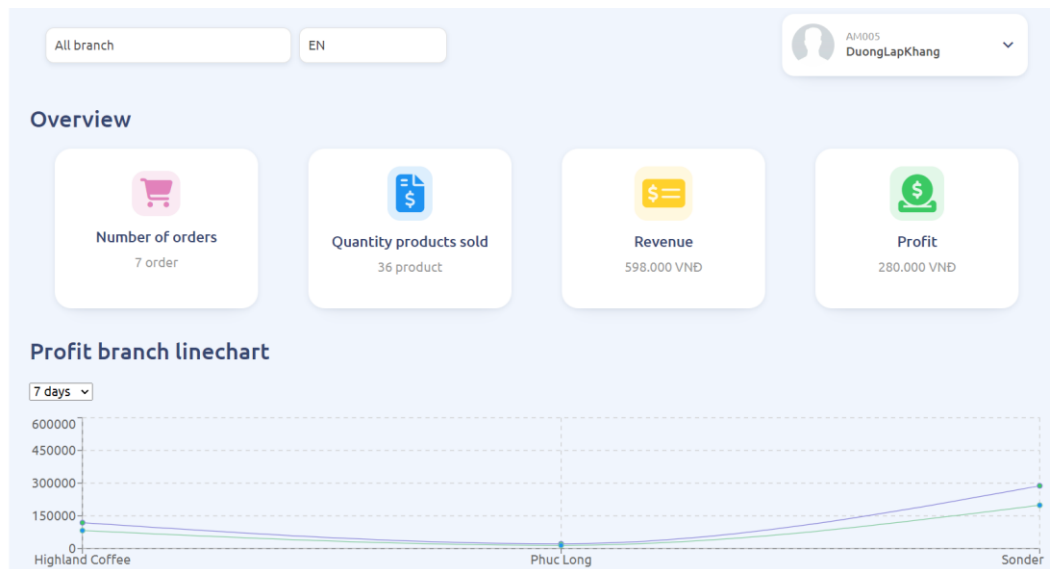 All branch
EN
AM005
DuongLapKhang
Overview
Number of orders
7 order
Quantity products sold
36 product
Revenue
598.000 VNĐ
Profit
280.000 VNĐ
Profit branch linechart
7 days
600000
450000
300000
150000
0
Highland Coffee
Phuc Long
Sonder